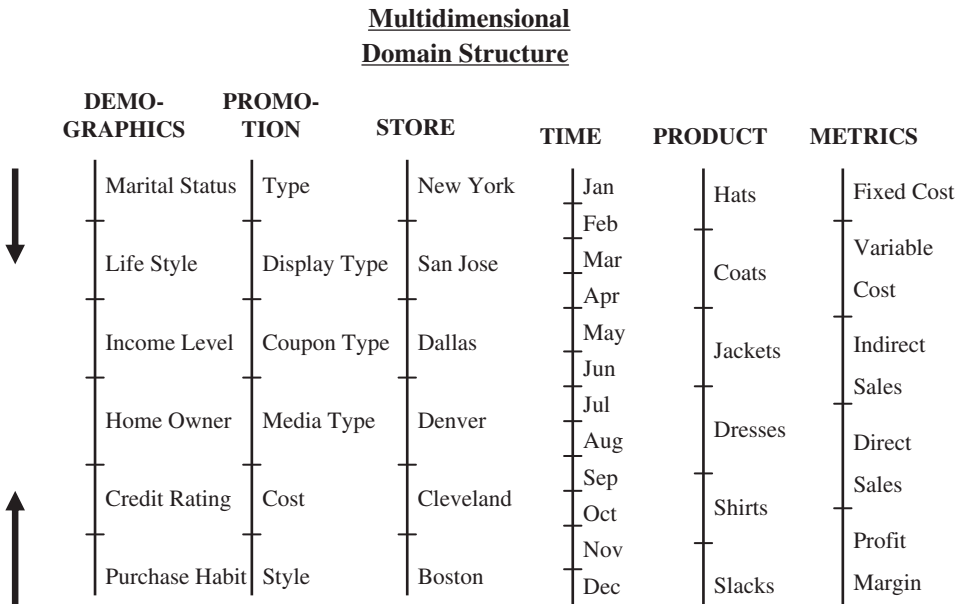 Multidimensional
Domain Structure
DEMO-
GRAPHICS
Marital Status
Life Style
Income Level
Home Owner
Credit Rating
Purchase Habit
PROMO-
TION
Type
Display Type
Coupon Type
Media Type
Cost
Style
STORE
New York
San Jose
Dallas
Denver
Cleveland
Boston
TIME
Jan
Feb
Mar
Apr
May
Jun
Jul
Aug
Sep
Oct
Nov
Dec
PRODUCT
Hats
Coats
Jackets
Dresses
Shirts
Slacks
METRICS
Fixed Cost
Variable
Cost
Indirect
Sales
Direct
Sales
Profit
Margin